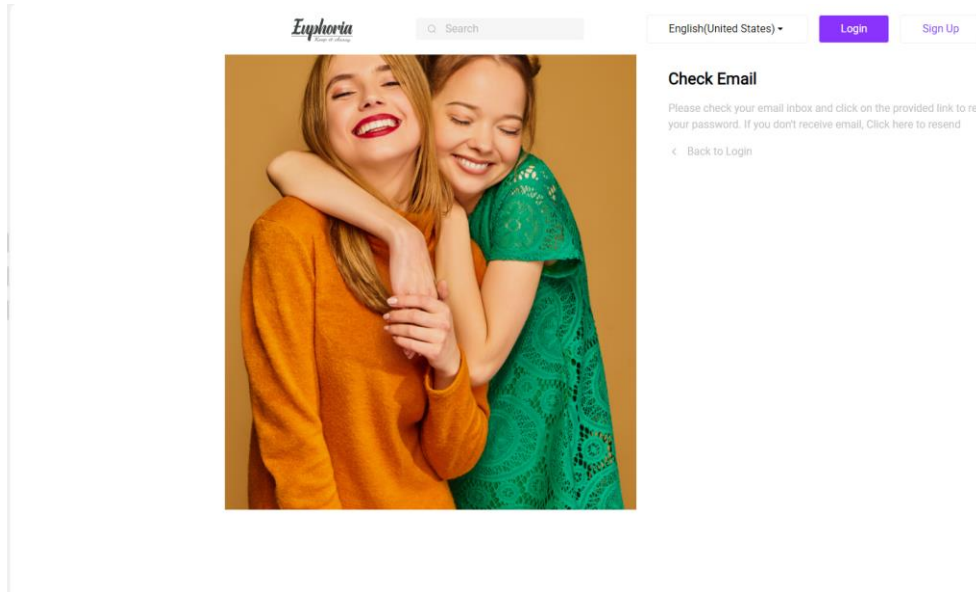 Euphoria
Search
English(United States)
Login
Sign Up
Check Email
Please check your email inbox and click on the provided link to re
your password. If you don't receive email, Click here to resend
Back to Login